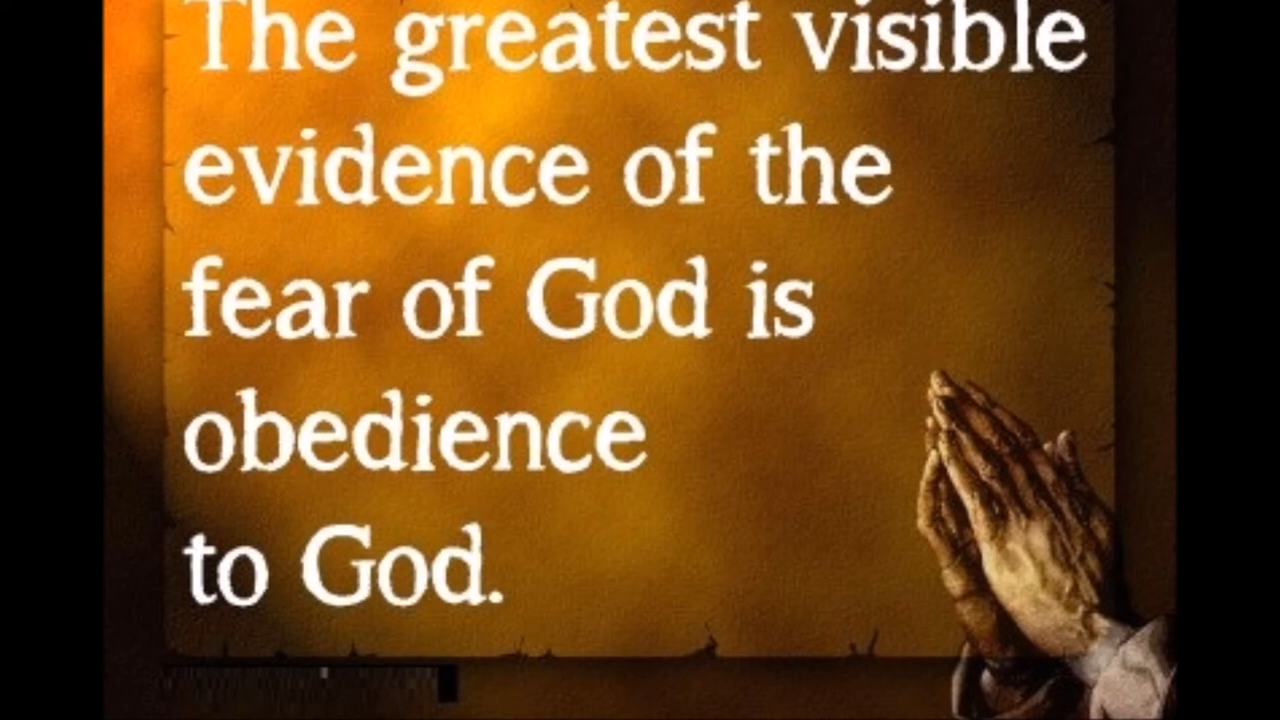 The greatest visible
evidence of the
fear of God is
obedience
to God.